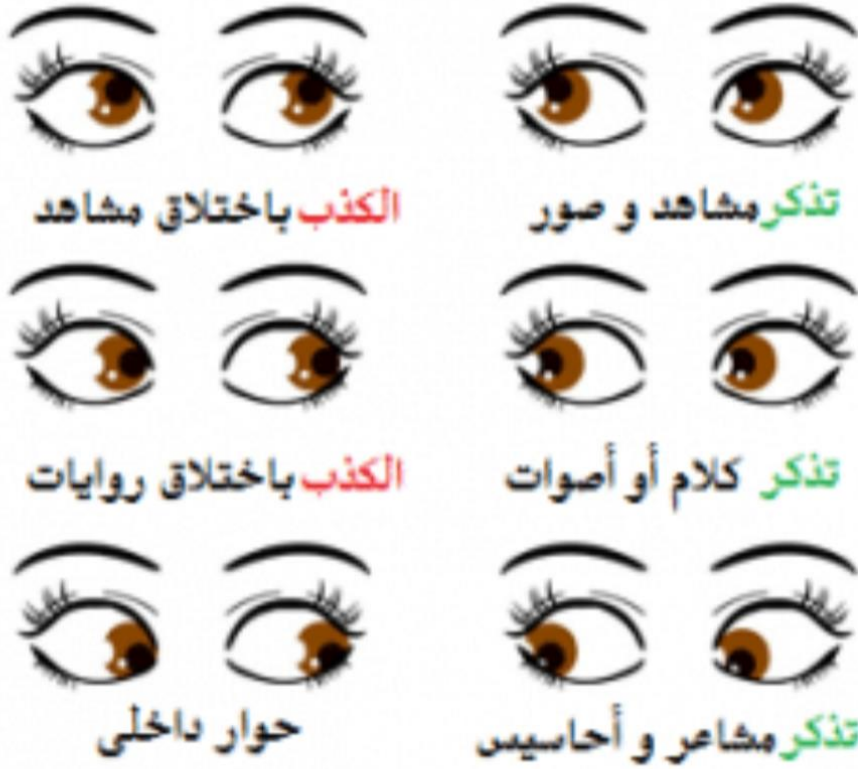 تذكر مشاهد و صور
الكذب باختلاق مشاهد
تذكر كلام أو أصوات
الكذب باختلاق روايات
تذكر مشاعر و أحاسيس
حوار داخلي